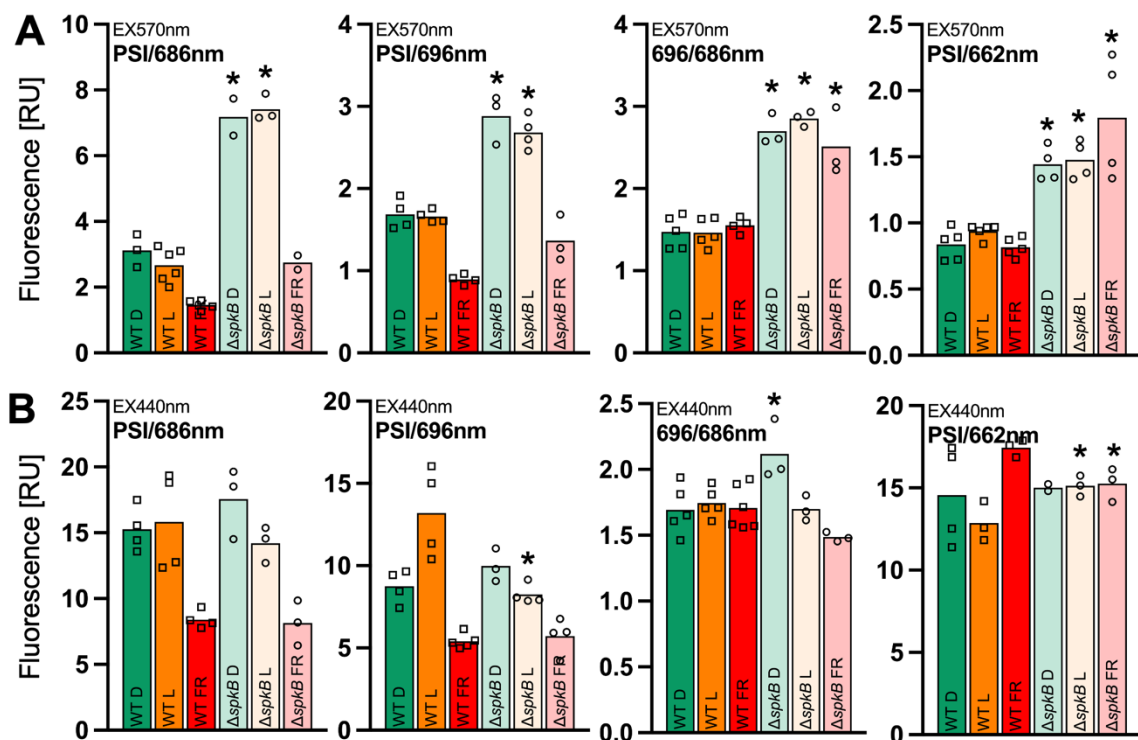 A
Fluorescence [RU]
EX570nm
PSI/686nm
10
8
6
4
2
0
* *
WT D
WT L
WT FR
ΔspkB D
ΔspkB L
ΔspkB FR
EX570nm
PSI/696nm
4
3
2
1
0
* *
WT D
WT L
WT FR
ΔspkB D
ΔspkB L
ΔspkB FR
EX570nm
696/686nm
4
3
2
1
0
* * *
WT D
WT L
WT FR
ΔspkB D
ΔspkB L
ΔspkB FR
EX570nm
PSI/662nm
2.5
2.0
1.5
1.0
0.5
0.0
* * *
WT D
WT L
WT FR
ΔspkB D
ΔspkB L
ΔspkB FR
B
Fluorescence [RU]
EX440nm
PSI/686nm
25
20
15
10
5
0
WT D
WT L
WT FR
ΔspkB D
ΔspkB L
ΔspkB FR
EX440nm
PSI/696nm
20
15
10
5
0
*
WT D
WT L
WT FR
ΔspkB D
ΔspkB L
ΔspkB FR
EX440nm
696/686nm
2.5
2.0
1.5
1.0
0.5
0.0
*
WT D
WT L
WT FR
ΔspkB D
ΔspkB L
ΔspkB FR
EX440nm
PSI/662nm
20
15
10
5
0
* *
WT D
WT L
WT FR
ΔspkB D
ΔspkB L
ΔspkB FR